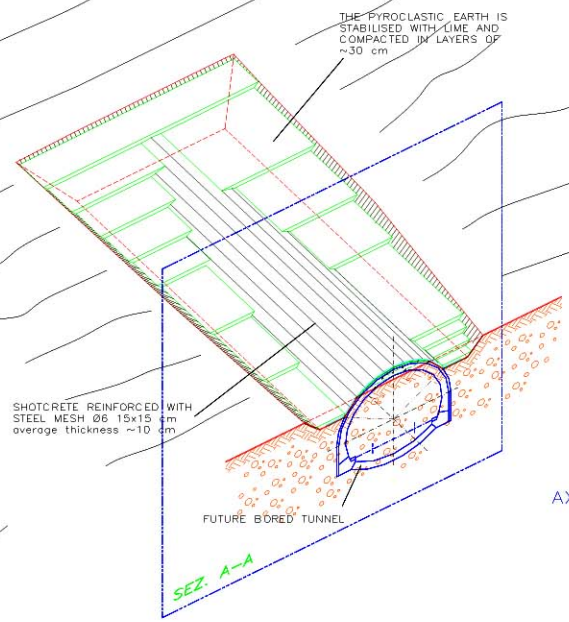 THE PYROCLASTIC EARTH IS
STABILISED WITH LIME AND
COMPACTED IN LAYERS OF
~30 cm
SHOTCRETE REINFORCED WITH
STEEL MESH Ø6 15x15 cm
average thickness ~10 cm
FUTURE BORED TUNNEL
AX
SEZ. A-A